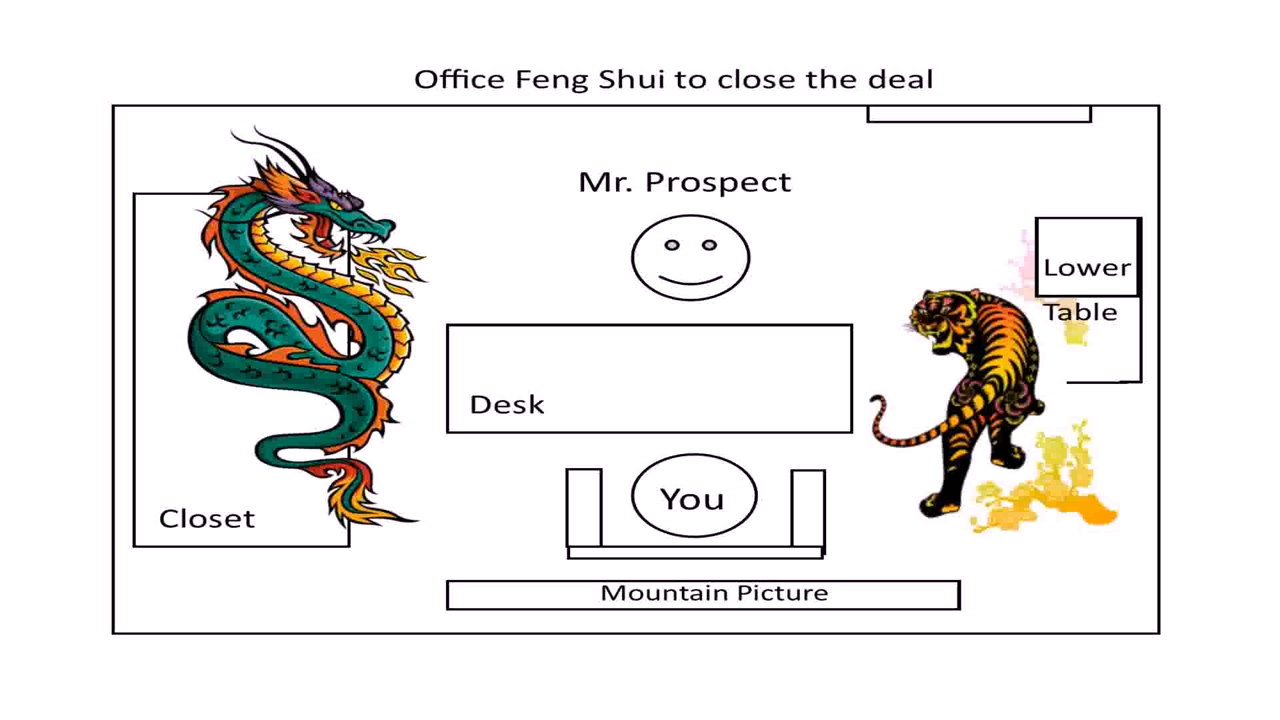 Office Feng Shui to close the deal
Mr. Prospect
Lower
Table
Desk
You
Closet
Mountain Picture